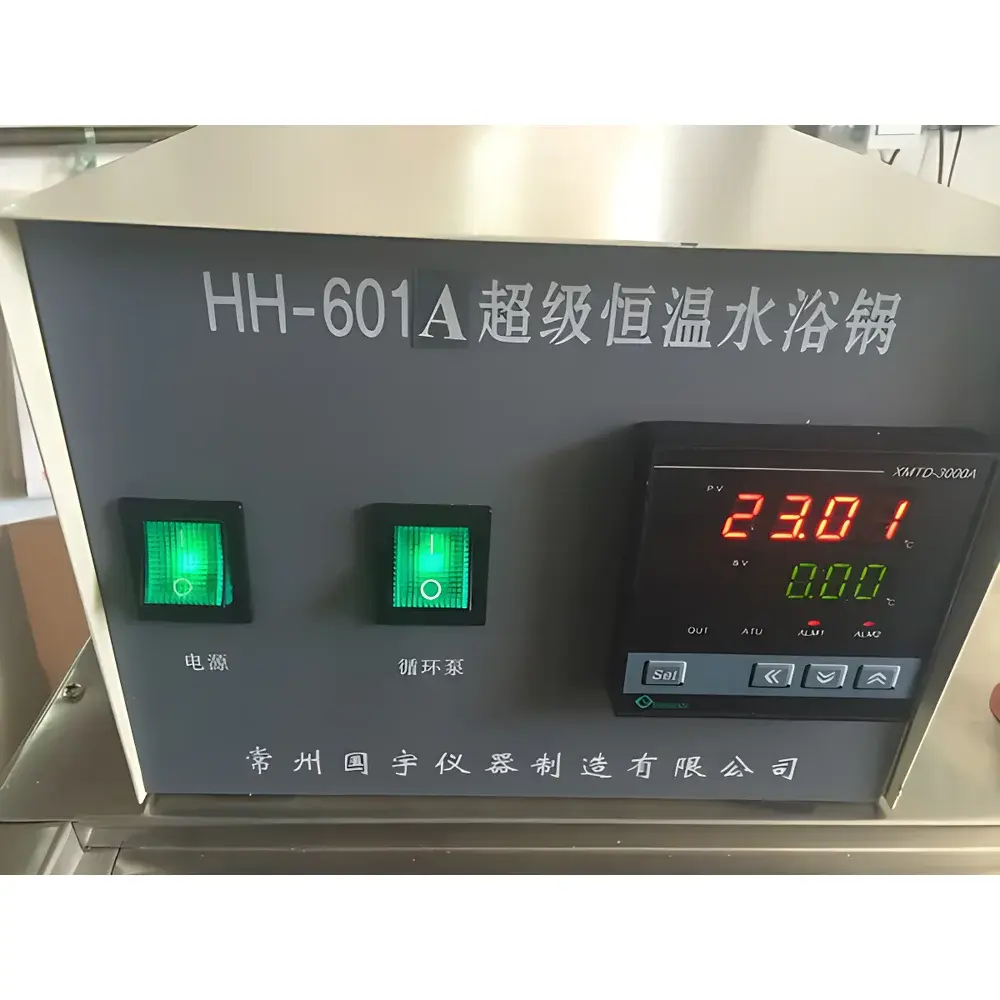 HH-601A超级恒温水浴锅
XMTD-3000A
PV 23.01 ℃
SV 0.00 ℃
OUT ATU ALM1 ALM2
Sel
电源
循环泵
常州国宇仪器制造有限公司